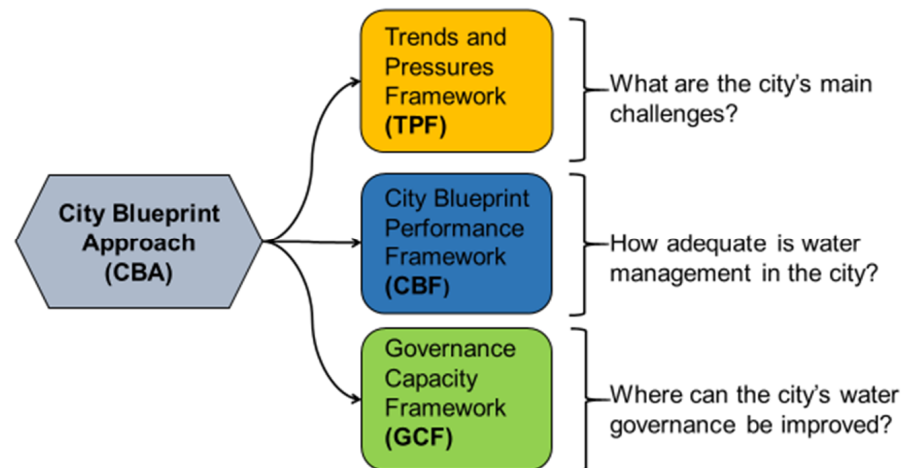 Trends and
Pressures
Framework
(TPF)
What are the city's main
challenges?
City Blueprint
Approach
(CBA)
City Blueprint
Performance
Framework
(CBF)
How adequate is water
management in the city?
Governance
Capacity
Framework
(GCF)
Where can the city's water
governance be improved?